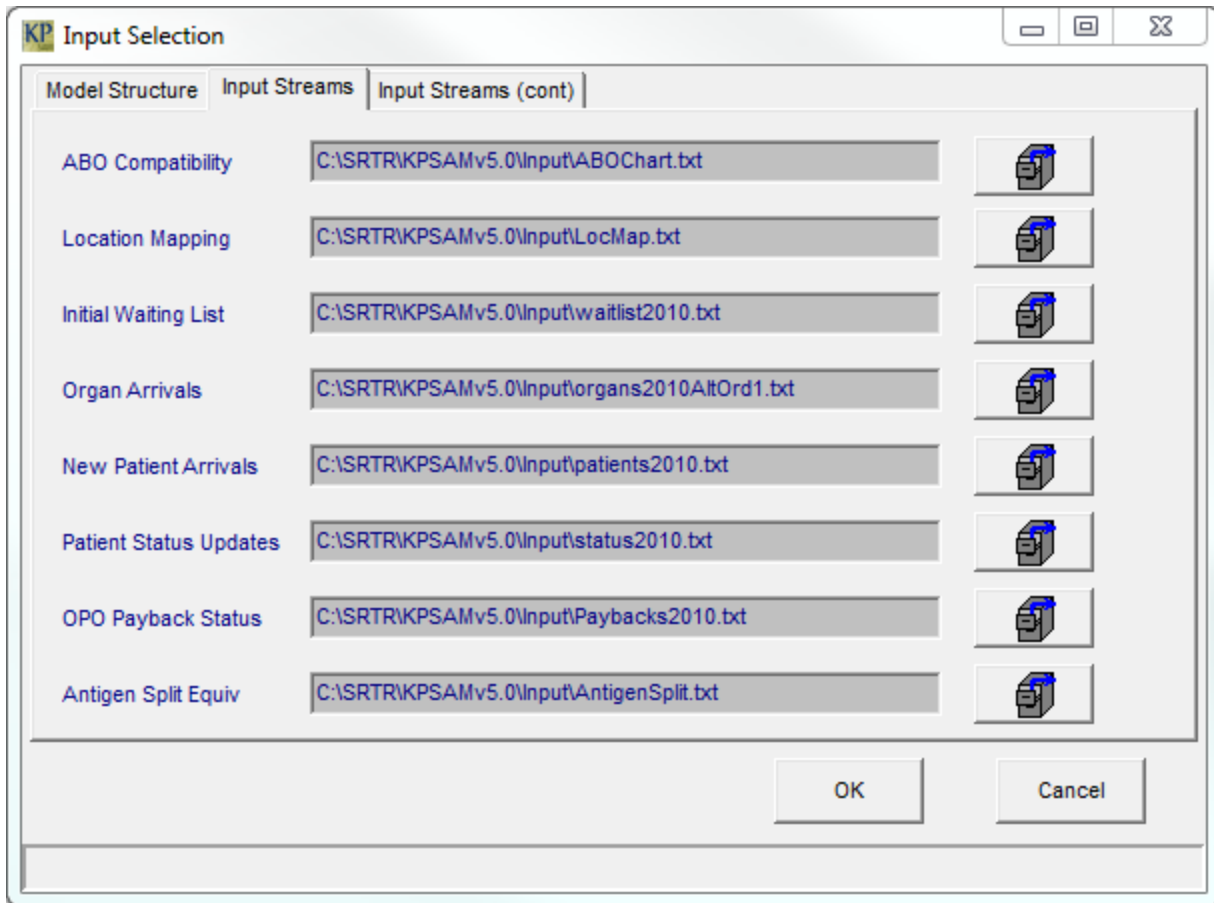 KP Input Selection
Model Structure Input Streams Input Streams (cont)
ABO Compatibility C:\SRTR\KPSAMv5.0\Input\ABOChart.txt
Location Mapping C:\SRTR\KPSAMv5.0\Input\LocMap.txt
Initial Waiting List C:\SRTR\KPSAMv5.0\Input\waitlist2010.txt
Organ Arrivals C:\SRTR\KPSAMv5.0\Input\organs2010AltOrd1.txt
New Patient Arrivals C:\SRTR\KPSAMv5.0\Input\patients2010.txt
Patient Status Updates C:\SRTR\KPSAMv5.0\Input\status2010.txt
OPO Payback Status C:\SRTR\KPSAMv5.0\Input\Paybacks2010.txt
Antigen Split Equiv C:\SRTR\KPSAMv5.0\Input\AntigenSplit.txt
OK Cancel